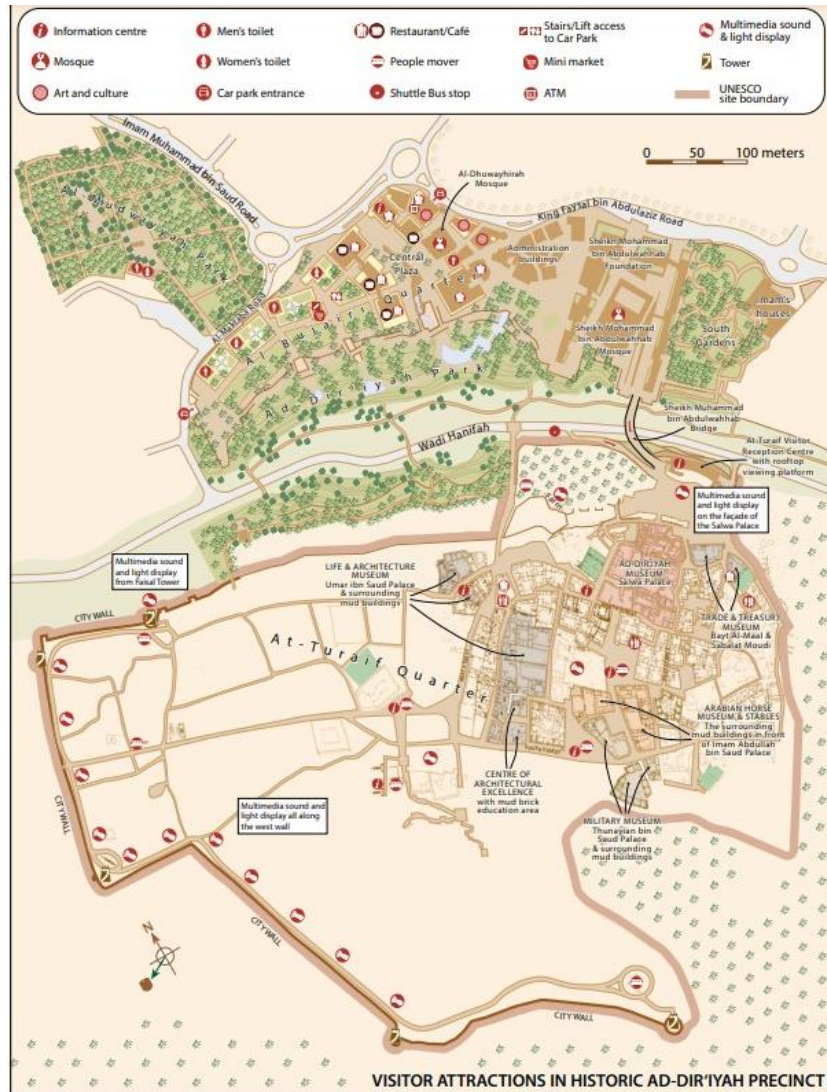 Information centre
Men's toilet
Restaurant/Café
Stairs/Lift access
to Car Park
Multimedia sound
& light display
Mosque
Women's toilet
People mover
Mini market
Tower
Art and culture
Car park entrance
Shuttle Bus stop
ATM
UNESCO
site boundary
Imam Muhammad bin Saud Road
0 50 100 meters
Al-Dhuwayhirah
Mosque
King Faysal bin Abdulaziz Road
Central
Plaza
Administration
buildings
Sheikh Mohammad
bin Abdulwahhab
Foundation
Imam's
houses
Al Bujairi Quarter
Sheikh Mohammad
bin Abdulwahhab
Mosque
South
Gardens
Ad-Dir'iyah Park
Sheikh Muhammad
bin Abdulwahhab
Bridge
Wadi Hanifah
At-Turaif Visitor
Reception Centre
with rooftop
viewing platform
Multimedia sound
and light display
on the façade of
the Salwa Palace
Multimedia sound
and light display
from Faisal Tower
LIFE & ARCHITECTURE
MUSEUM
Umar ibn Saud Palace
& surrounding
mud buildings
AD-DIR'IYAH
MUSEUM
Salwa Palace
CITY WALL
TRADE & TREASURY
MUSEUM
Bayt Al-Maal &
Sabalat Moudi
At-Turaif Quarter
ARABIAN HORSE
MUSEUM & STABLES
The surrounding
mud buildings in front
of Imam Abdullah
bin Saud Palace
CENTRE OF
ARCHITECTURAL
EXCELLENCE
with mud brick
education area
Multimedia sound and
light display all along
the west wall
CITY WALL
MILITARY MUSEUM
Thunayian bin
Saud Palace
& surrounding
mud buildings
CITY WALL
N
CITY WALL
VISITOR ATTRACTIONS IN HISTORIC AD-DIR'IYAH PRECINCT